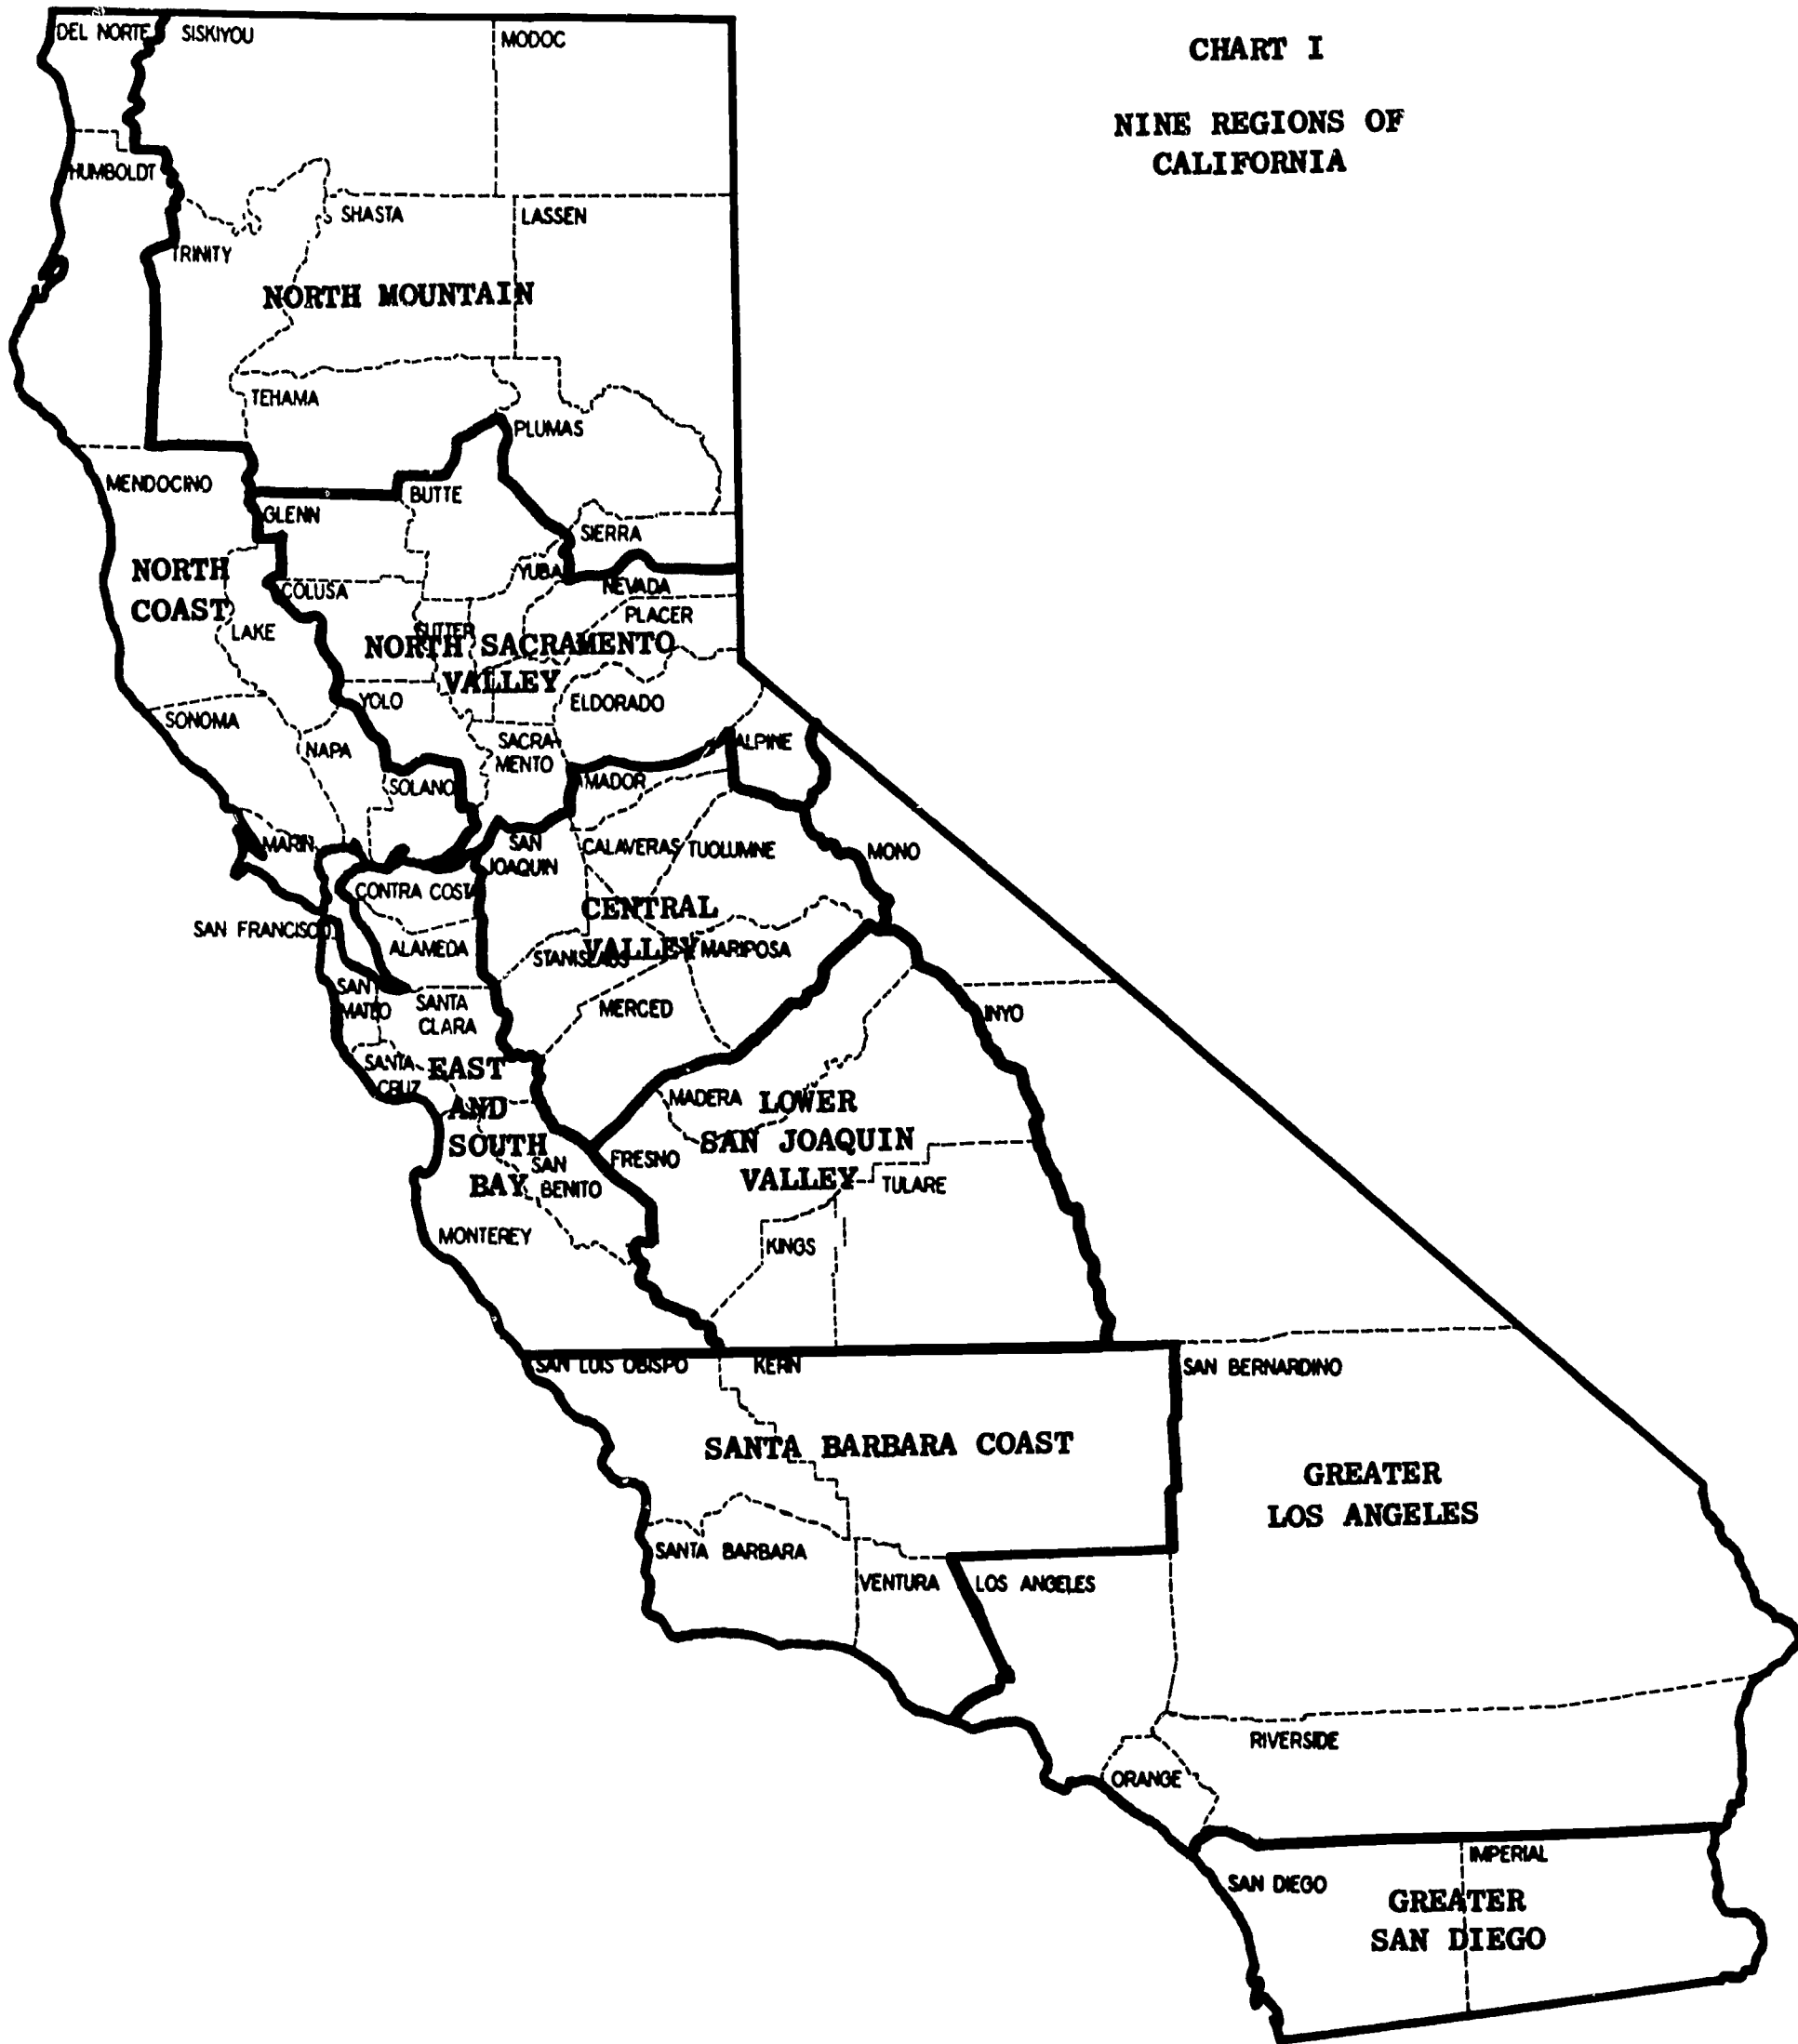 CHART I
NINE REGIONS OF
CALIFORNIA
DEL NORTE
SISKIYOU
MODOC
HUMBOLDT
SHASTA
LASSEN
TRINITY
NORTH MOUNTAIN
TEHAMA
PLUMAS
MENDOCINO
BUTTE
GLENN
SIERRA
NORTH
COAST
YUBA
NEVADA
COLUSA
PLACER
LAKE
SUTTER
NORTH SACRAMENTO
VALLEY
YOLO
ELDORADO
SONOMA
NAPA
SACRA-
MENTO
ALPINE
SOLANO
MADOR
MARIN
SAN
JOAQUIN
CALAVERAS
TUOLUMNE
MONO
CONTRA COSTA
CENTRAL
VALLEY
SAN FRANCISCO
ALAMEDA
STANISLAUS
MARIPOSA
SAN
MATEO
SANTA
CLARA
MERCED
INYO
SANTA
CRUZ
EAST
AND
SOUTH
BAY
MADERA
LOWER
SAN JOAQUIN
VALLEY
SAN
BENITO
FRESNO
TULARE
MONTEREY
KINGS
SAN LUIS OBISPO
KERN
SAN BERNARDINO
SANTA BARBARA COAST
GREATER
LOS ANGELES
SANTA BARBARA
VENTURA
LOS ANGELES
RIVERSIDE
ORANGE
IMPERIAL
SAN DIEGO
GREATER
SAN DIEGO